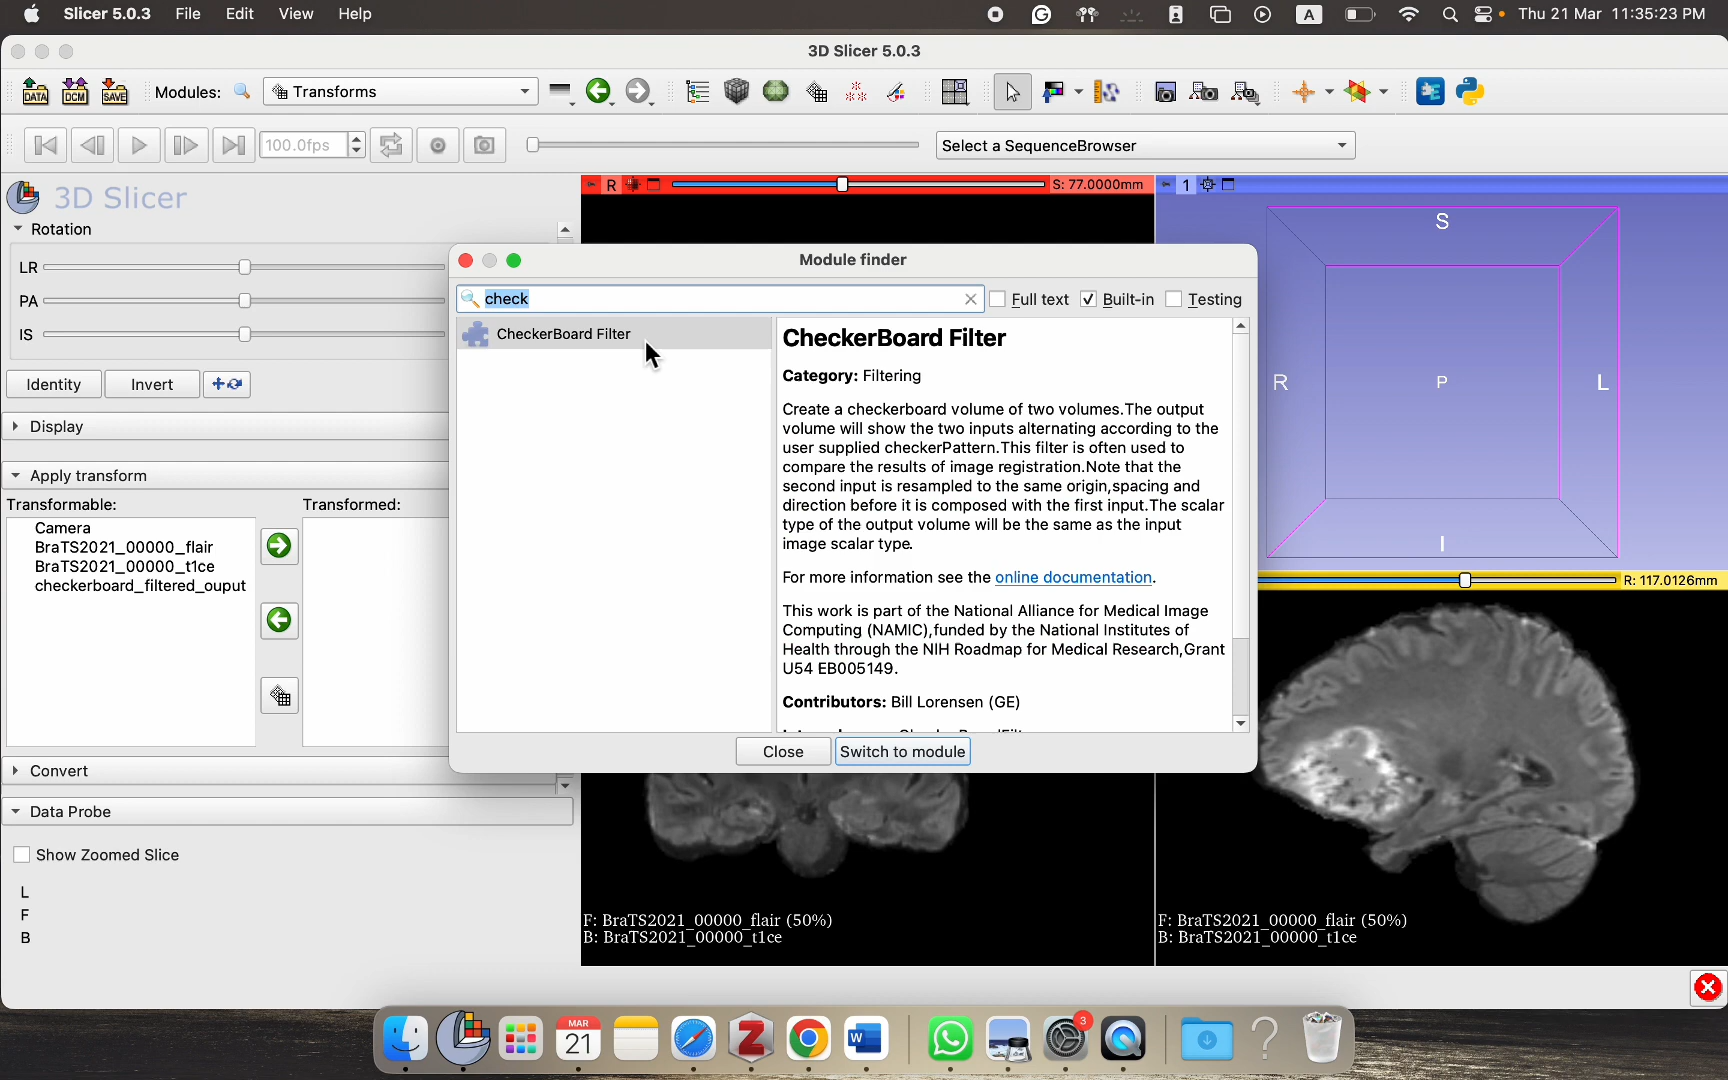 Slicer 5.0.3 File Edit View Help A Thu 21 Mar 11:35:23 PM
3D Slicer 5.0.3
DATA DCM SAVE Modules: Transforms
100.0fps Select a SequenceBrowser
3D Slicer
R S: 77.0000mm 1
Rotation
LR
PA
IS
Identity Invert
Display
Apply transform
Transformable: Transformed:
Camera
BraTS2021_00000_flair
BraTS2021_00000_t1ce
checkerboard_filtered_ouput
Convert
Data Probe
Show Zoomed Slice
L
F
B
Module finder
check Full text Built-in Testing
CheckerBoard Filter
CheckerBoard Filter
Category: Filtering
Create a checkerboard volume of two volumes.The output
volume will show the two inputs alternating according to the
user supplied checkerPattern.This filter is often used to
compare the results of image registration.Note that the
second input is resampled to the same origin,spacing and
direction before it is composed with the first input.The scalar
type of the output volume will be the same as the input
image scalar type.
For more information see the online documentation.
This work is part of the National Alliance for Medical Image
Computing (NAMIC),funded by the National Institutes of
Health through the NIH Roadmap for Medical Research,Grant
U54 EB005149.
Contributors: Bill Lorensen (GE)
Close Switch to module
S
R P L
I
R: 117.0126mm
F: BraTS2021_00000_flair (50%)
B: BraTS2021_00000_t1ce
F: BraTS2021_00000_flair (50%)
B: BraTS2021_00000_t1ce
MAR
21
Z
W
3
?